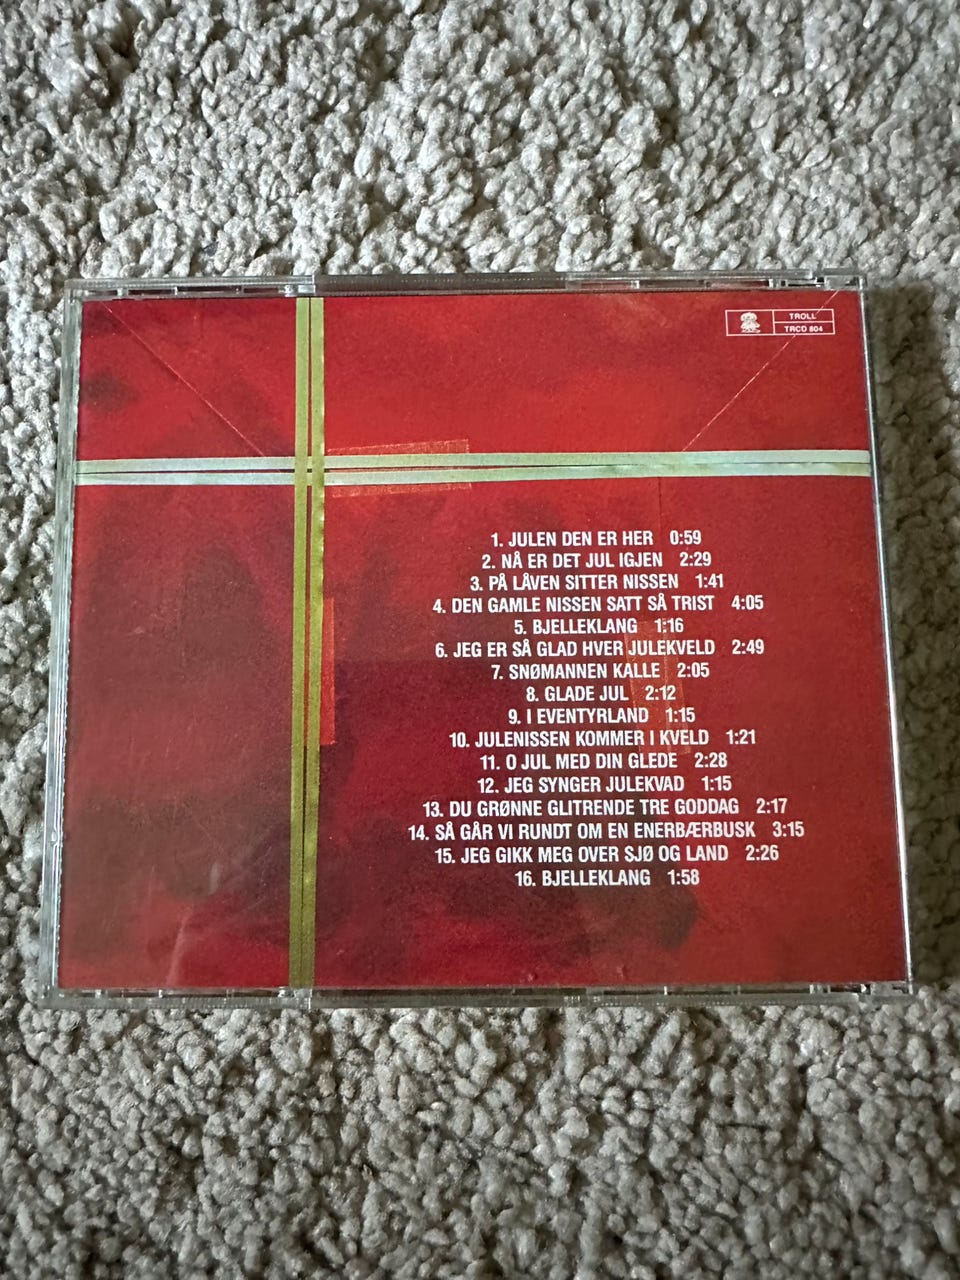 TROLL
TRCD 804
1. JULEN DEN ER HER 0:59
2. NÅ ER DET JUL IGJEN 2:29
3. PÅ LÅVEN SITTER NISSEN 1:41
4. DEN GAMLE NISSEN SATT SÅ TRIST 4:05
5. BJELLEKLANG 1:16
6. JEG ER SÅ GLAD HVER JULEKVELD 2:49
7. SNØMANNEN KALLE 2:05
8. GLADE JUL 2:12
9. I EVENTYRLAND 1:15
10. JULENISSEN KOMMER I KVELD 1:21
11. O JUL MED DIN GLEDE 2:28
12. JEG SYNGER JULEKVAD 1:15
13. DU GRØNNE GLITRENDE TRE GODDAG 2:17
14. SÅ GÅR VI RUNDT OM EN ENERBÆRBUSK 3:15
15. JEG GIKK MEG OVER SJØ OG LAND 2:26
16. BJELLEKLANG 1:58